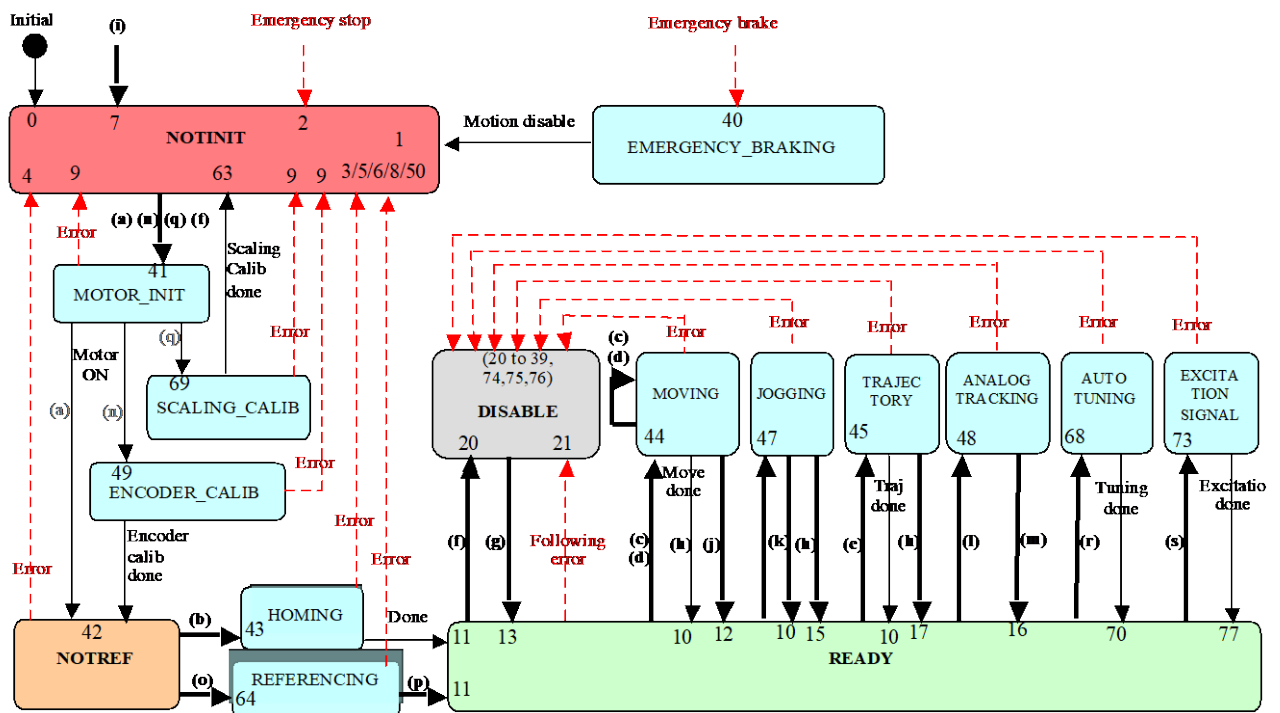 Initial
(i)
Emergency stop
Emergency brake
0
7
2
NOTINIT
1
4
9
63
9
9
3/5/6/8/50
Motion disable
40
EMERGENCY_BRAKING
Error
(a) (n) (q) (f)
Scaling
Calib
done
41
MOTOR_INIT
(q)
Motor
ON
(a)
(n)
69
SCALING_CALIB
Error
49
ENCODER_CALIB
Error
Error
Encoder
calib
done
Error
42
NOTREF
(b)
43
HOMING
Done
(o)
64
REFERENCING
(p)
(20 to 39,
74,75,76)
DISABLE
20
21
(c)
(d)
Error
MOVING
44
Error
JOGGING
47
Error
TRAJEC
TORY
45
Error
ANALOG
TRACKING
48
Error
AUTO
TUNING
68
Error
EXCITA
TION
SIGNAL
73
(f)
(g)
Following
error
(c)
(d)
Move
done
(h)
(j)
(k)
(h)
(e)
Traj
done
(h)
(l)
(m)
(r)
Tuning
done
(s)
Excitatio
done
11
13
10
12
10
15
10
17
16
70
77
READY
11